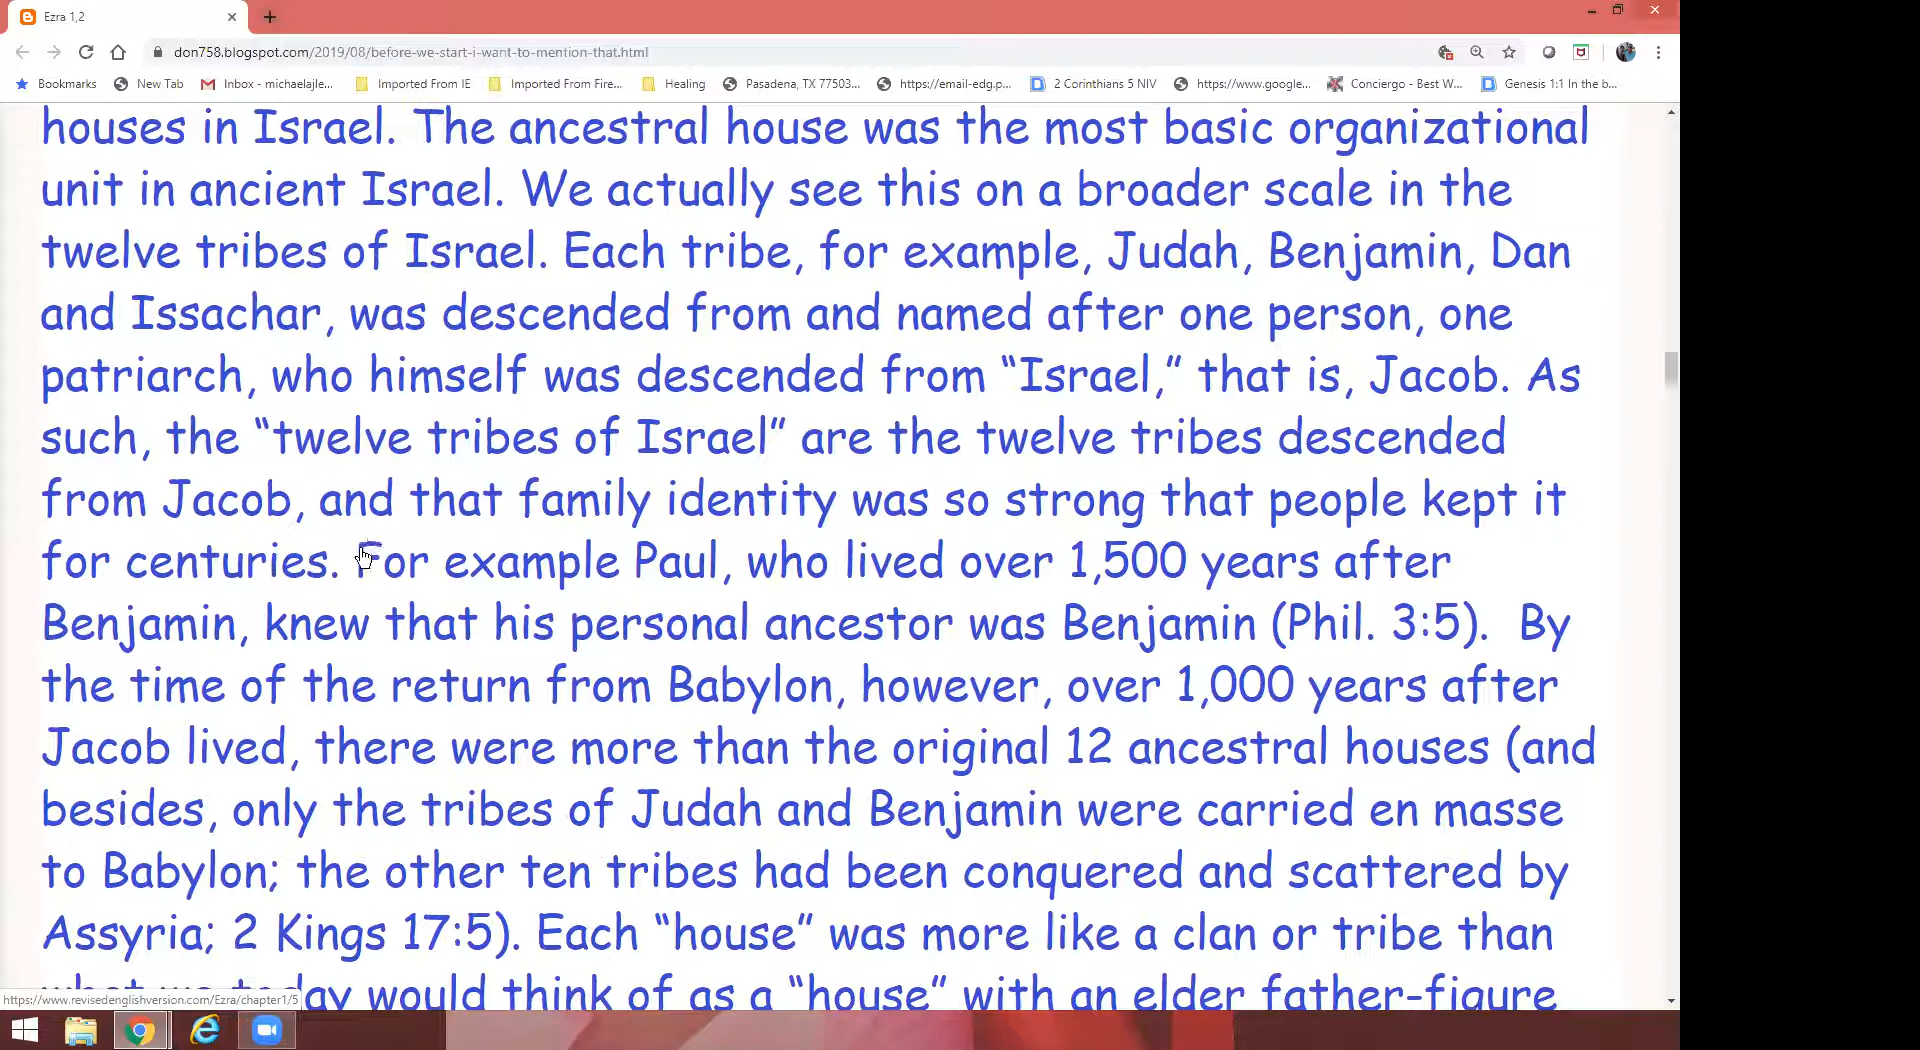 Ezra 1,2
don758.blogspot.com/2019/08/before-we-start-i-want-to-mention-that.html
Bookmarks New Tab Inbox - michaelajle... Imported From IE Imported From Fire... Healing Pasadena, TX 77503... https://email-edg.p... 2 Corinthians 5 NIV https://www.google... Conciergo - Best W... Genesis 1:1 In the b...
houses in Israel. The ancestral house was the most basic organizational
unit in ancient Israel. We actually see this on a broader scale in the
twelve tribes of Israel. Each tribe, for example, Judah, Benjamin, Dan
and Issachar, was descended from and named after one person, one
patriarch, who himself was descended from “Israel,” that is, Jacob. As
such, the “twelve tribes of Israel” are the twelve tribes descended
from Jacob, and that family identity was so strong that people kept it
for centuries. For example Paul, who lived over 1,500 years after
Benjamin, knew that his personal ancestor was Benjamin (Phil. 3:5). By
the time of the return from Babylon, however, over 1,000 years after
Jacob lived, there were more than the original 12 ancestral houses (and
besides, only the tribes of Judah and Benjamin were carried en masse
to Babylon; the other ten tribes had been conquered and scattered by
Assyria; 2 Kings 17:5). Each “house” was more like a clan or tribe than
what we today would think of as a “house” with an elder father-figure
https://www.revisedenglishversion.com/Ezra/chapter1/5